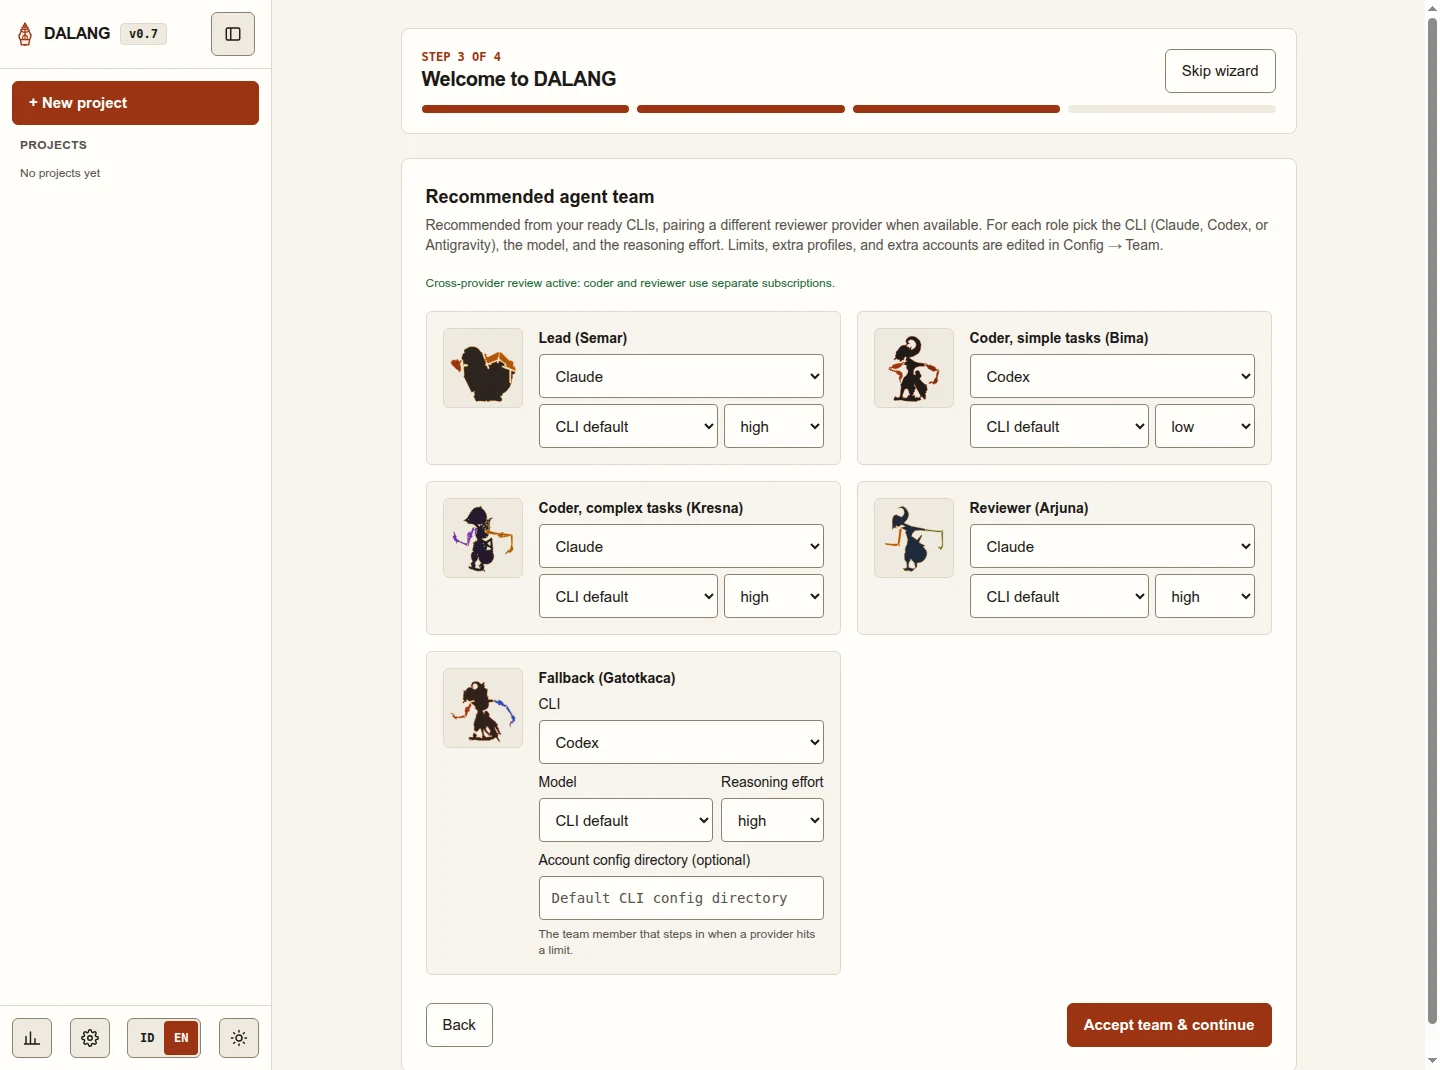 DALANG v0.7
+ New project
PROJECTS
No projects yet
ID EN
STEP 3 OF 4
Welcome to DALANG
Skip wizard
Recommended agent team
Recommended from your ready CLIs, pairing a different reviewer provider when available. For each role pick the CLI (Claude, Codex, or
Antigravity), the model, and the reasoning effort. Limits, extra profiles, and extra accounts are edited in Config → Team.
Cross-provider review active: coder and reviewer use separate subscriptions.
Lead (Semar)
Claude
CLI default high
Coder, simple tasks (Bima)
Codex
CLI default low
Coder, complex tasks (Kresna)
Claude
CLI default high
Reviewer (Arjuna)
Claude
CLI default high
Fallback (Gatotkaca)
CLI
Codex
Model Reasoning effort
CLI default high
Account config directory (optional)
Default CLI config directory
The team member that steps in when a provider hits
a limit.
Back
Accept team & continue